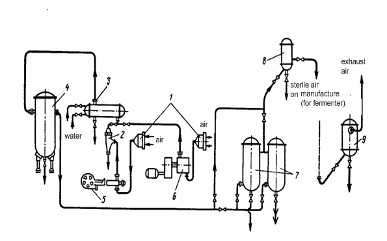 1
2
3
4
5
6
7
8
9
water
air
air
sterile air
on manufacture
(for fermenter)
exhaust
air